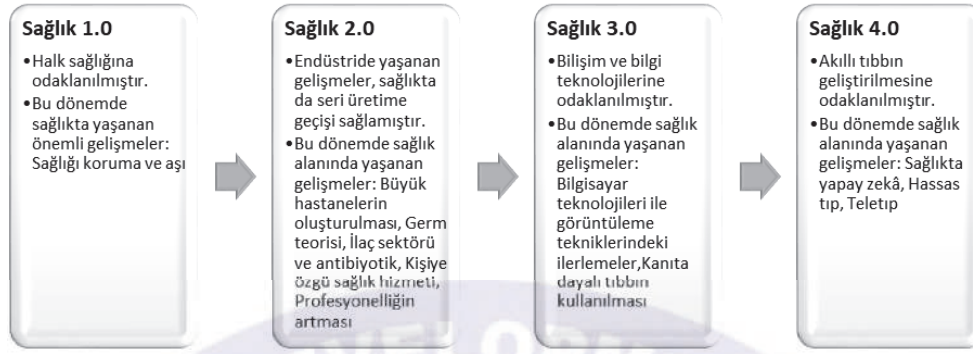 Sağlık 1.0
•Halk sağlığına
odaklanılmıştır.
•Bu dönemde
sağlıkta yaşanan
önemli gelişmeler:
Sağlığı koruma ve aşı
Sağlık 2.0
•Endüstride yaşanan
gelişmeler, sağlıkta
da seri üretime
geçişi sağlamıştır.
•Bu dönemde sağlık
alanında yaşanan
gelişmeler: Büyük
hastanelerin
oluşturulması, Germ
teorisi, İlaç sektörü
ve antibiyotik, Kişiye
özgü sağlık hizmeti,
Profesyonelliğin
artması
Sağlık 3.0
•Bilişim ve bilgi
teknolojilerine
odaklanılmıştır.
•Bu dönemde sağlık
alanında yaşanan
gelişmeler:
Bilgisayar
teknolojileri ile
görüntüleme
tekniklerindeki
ilerlemeler,Kanıta
dayalı tıbbın
kullanılması
Sağlık 4.0
•Akıllı tıbbın
geliştirilmesine
odaklanılmıştır.
•Bu dönemde sağlık
alanında yaşanan
gelişmeler: Sağlıkta
yapay zekâ, Hassas
tıp, Teletıp